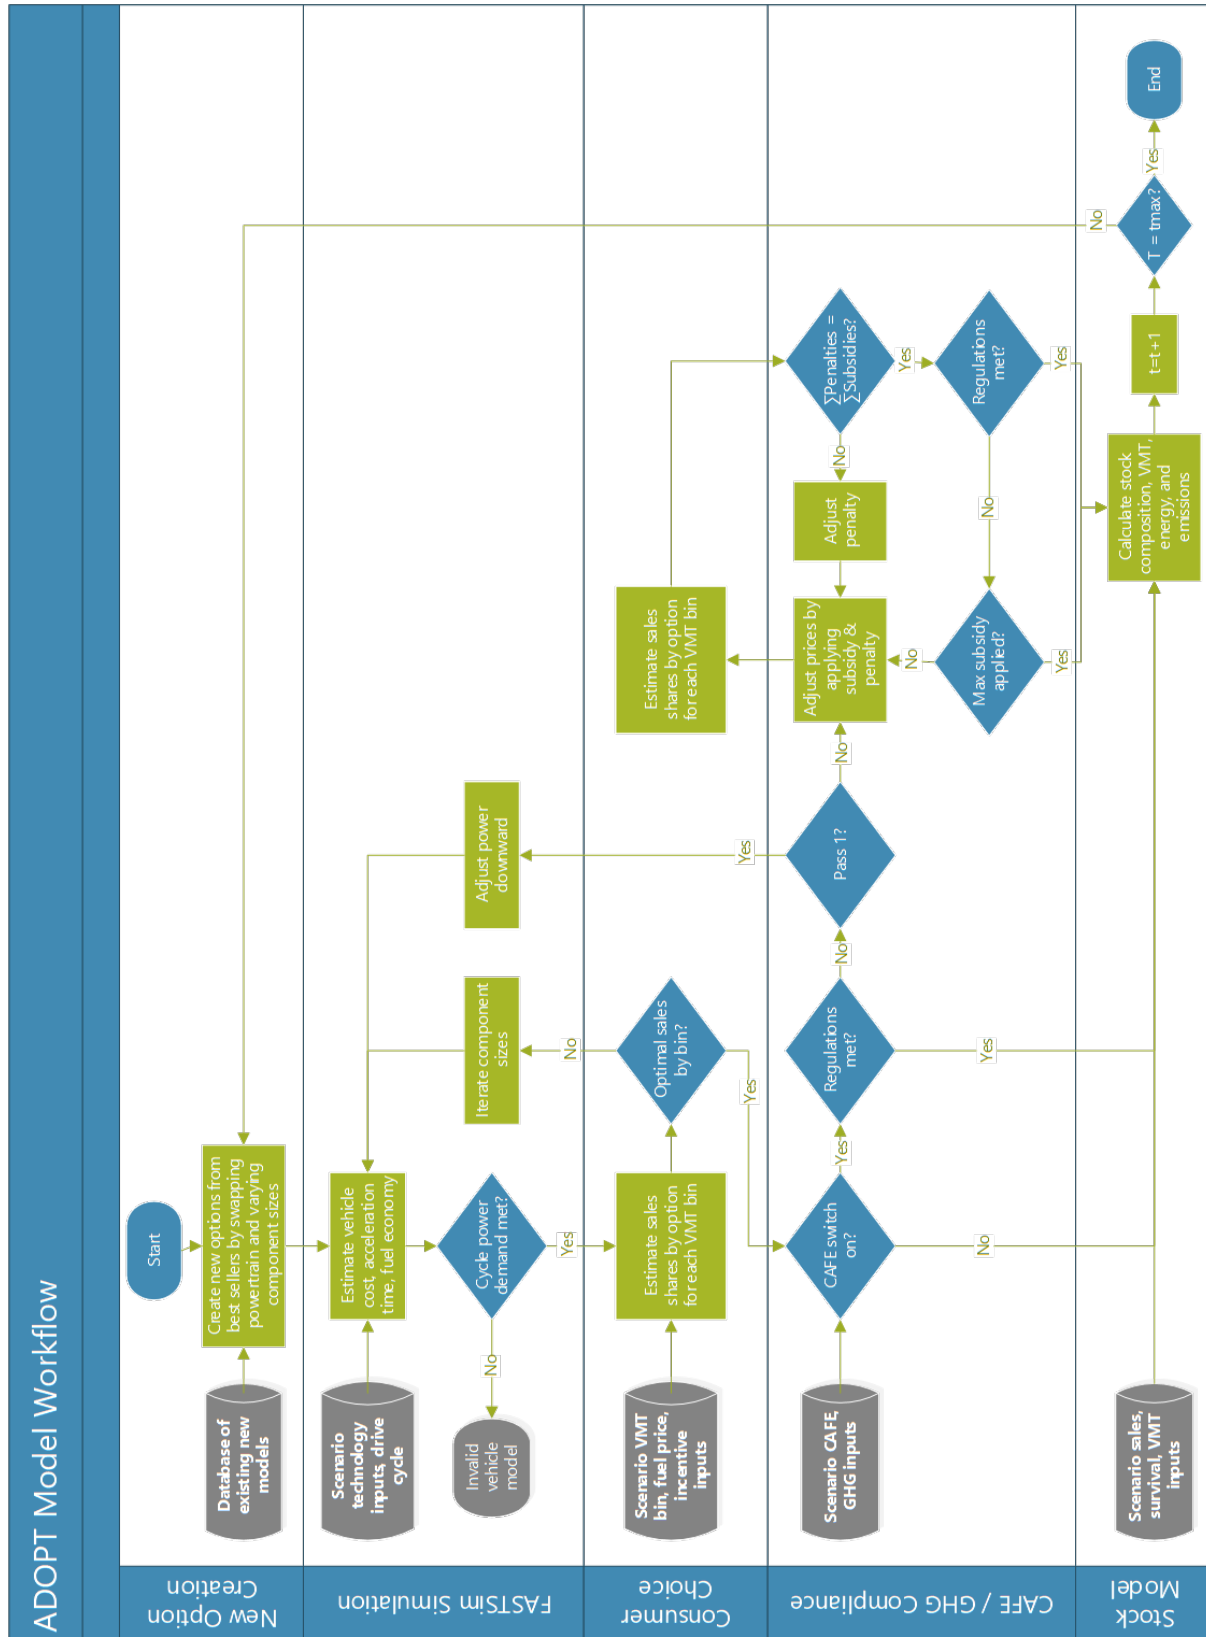 ADOPT Model Workflow
New Option
Creation
Database of
existing new
models
Start
Create new options from
best sellers by swapping
powertrain and varying
component sizes
FASTSim Simulation
Scenario
technology
inputs, drive
cycle
Estimate vehicle
cost, acceleration
time, fuel economy
Invalid
vehicle
model
No
Cycle power
demand met?
Yes
Iterate component
sizes
Adjust power
downward
Consumer
Choice
Scenario VMT
bin, fuel price,
incentive
inputs
Estimate sales
shares by option
for each VMT bin
Optimal sales
by bin?
No
Yes
Estimate sales
shares by option
for each VMT bin
CAFE / GHG Compliance
Scenario CAFE,
GHG inputs
CAFE switch
on?
Yes
No
Regulations
met?
No
Yes
Pass 1?
Yes
No
Adjust prices by
applying
subsidy &
penalty
Adjust
penalty
No
∑Penalties =
∑Subsidies?
Yes
No
Max subsidy
applied?
Yes
No
Regulations
met?
Yes
Stock
Model
Scenario sales,
survival, VMT
inputs
Calculate stock
composition, VMT,
energy, and
emissions
t=t+1
T = tmax?
No
Yes
End